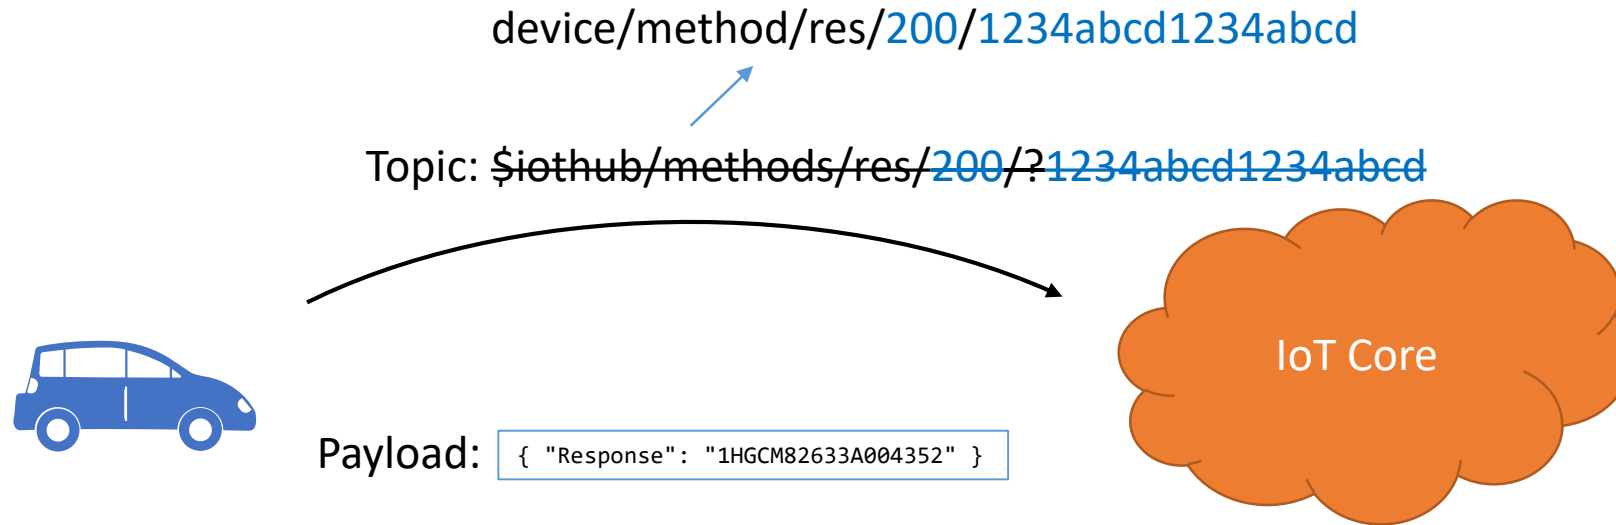 device/method/res/200/1234abcd1234abcd
Topic: $iothub/methods/res/200/?1234abcd1234abcd
IoT Core
Payload: { "Response": "1HGCM82633A004352" }